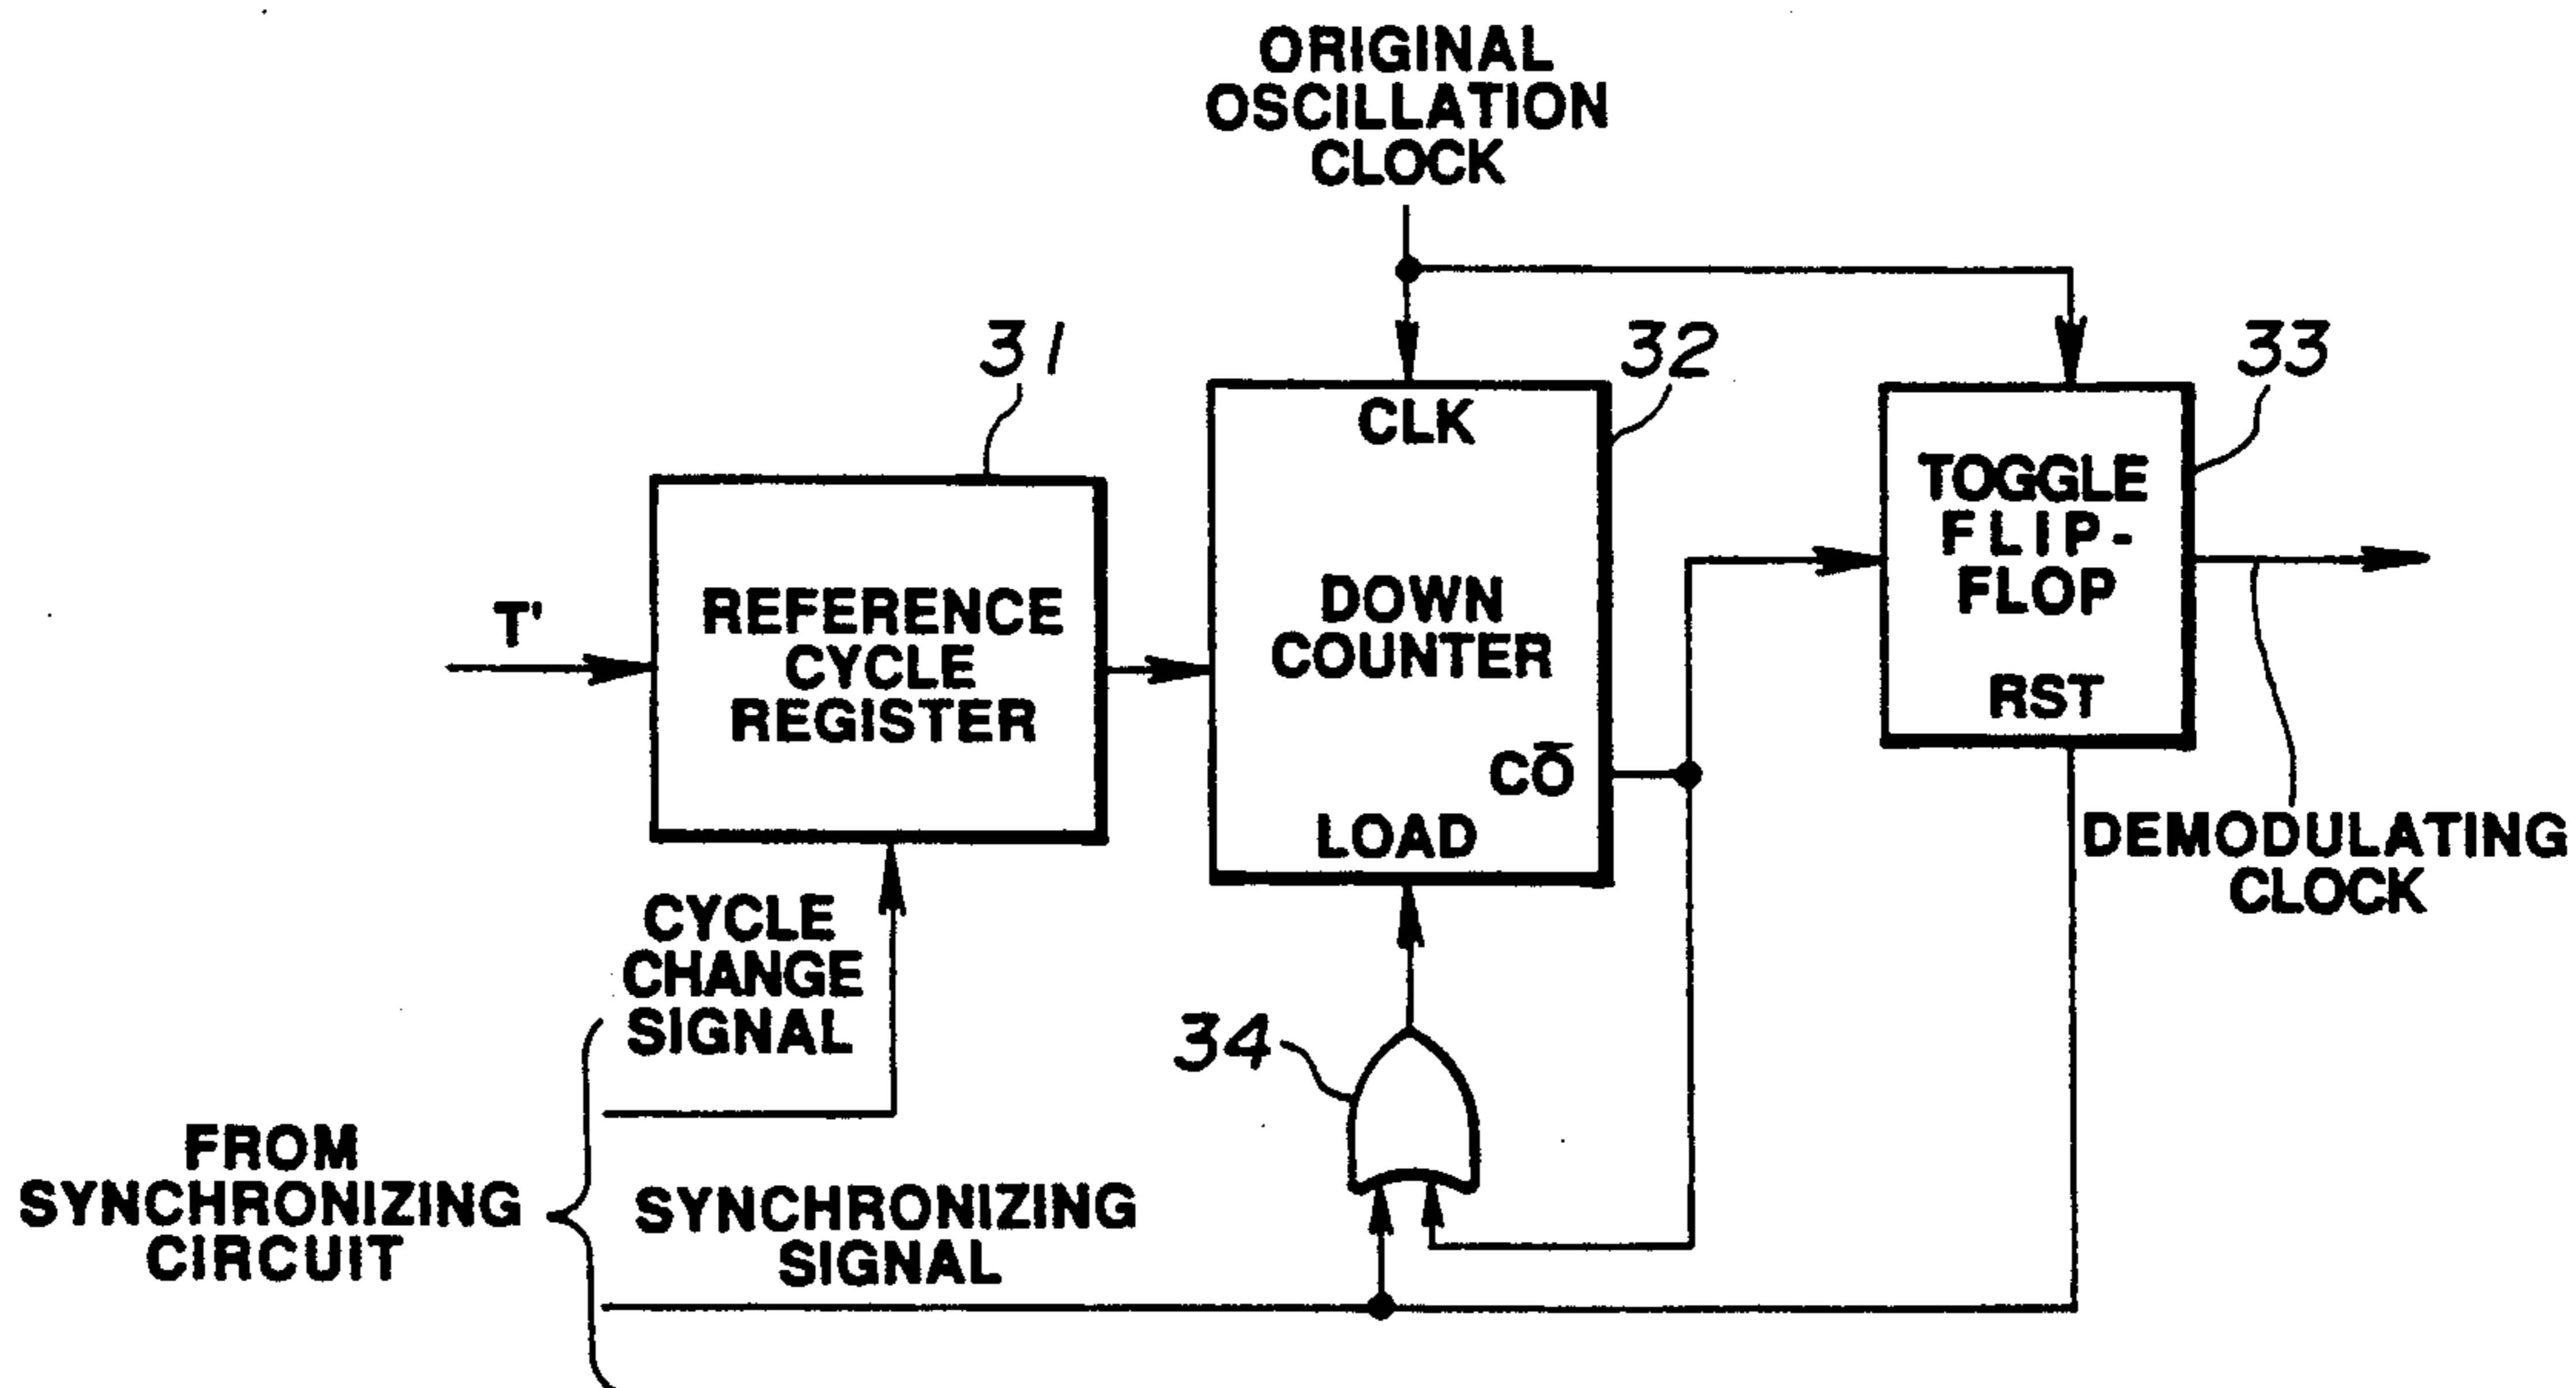 ORIGINAL
OSCILLATION
CLOCK
31
32
33
CLK
TOGGLE
FLIP-
FLOP
RST
T'
REFERENCE
CYCLE
REGISTER
DOWN
COUNTER
CO̅
LOAD
DEMODULATING
CLOCK
CYCLE
CHANGE
SIGNAL
34
FROM
SYNCHRONIZING
CIRCUIT
SYNCHRONIZING
SIGNAL